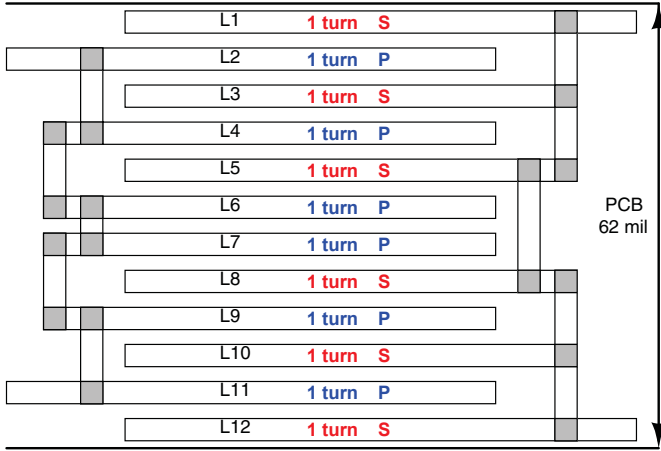 L1 1 turn S
L2 1 turn P
L3 1 turn S
L4 1 turn P
L5 1 turn S
L6 1 turn P
PCB
62 mil
L7 1 turn P
L8 1 turn S
L9 1 turn P
L10 1 turn S
L11 1 turn P
L12 1 turn S